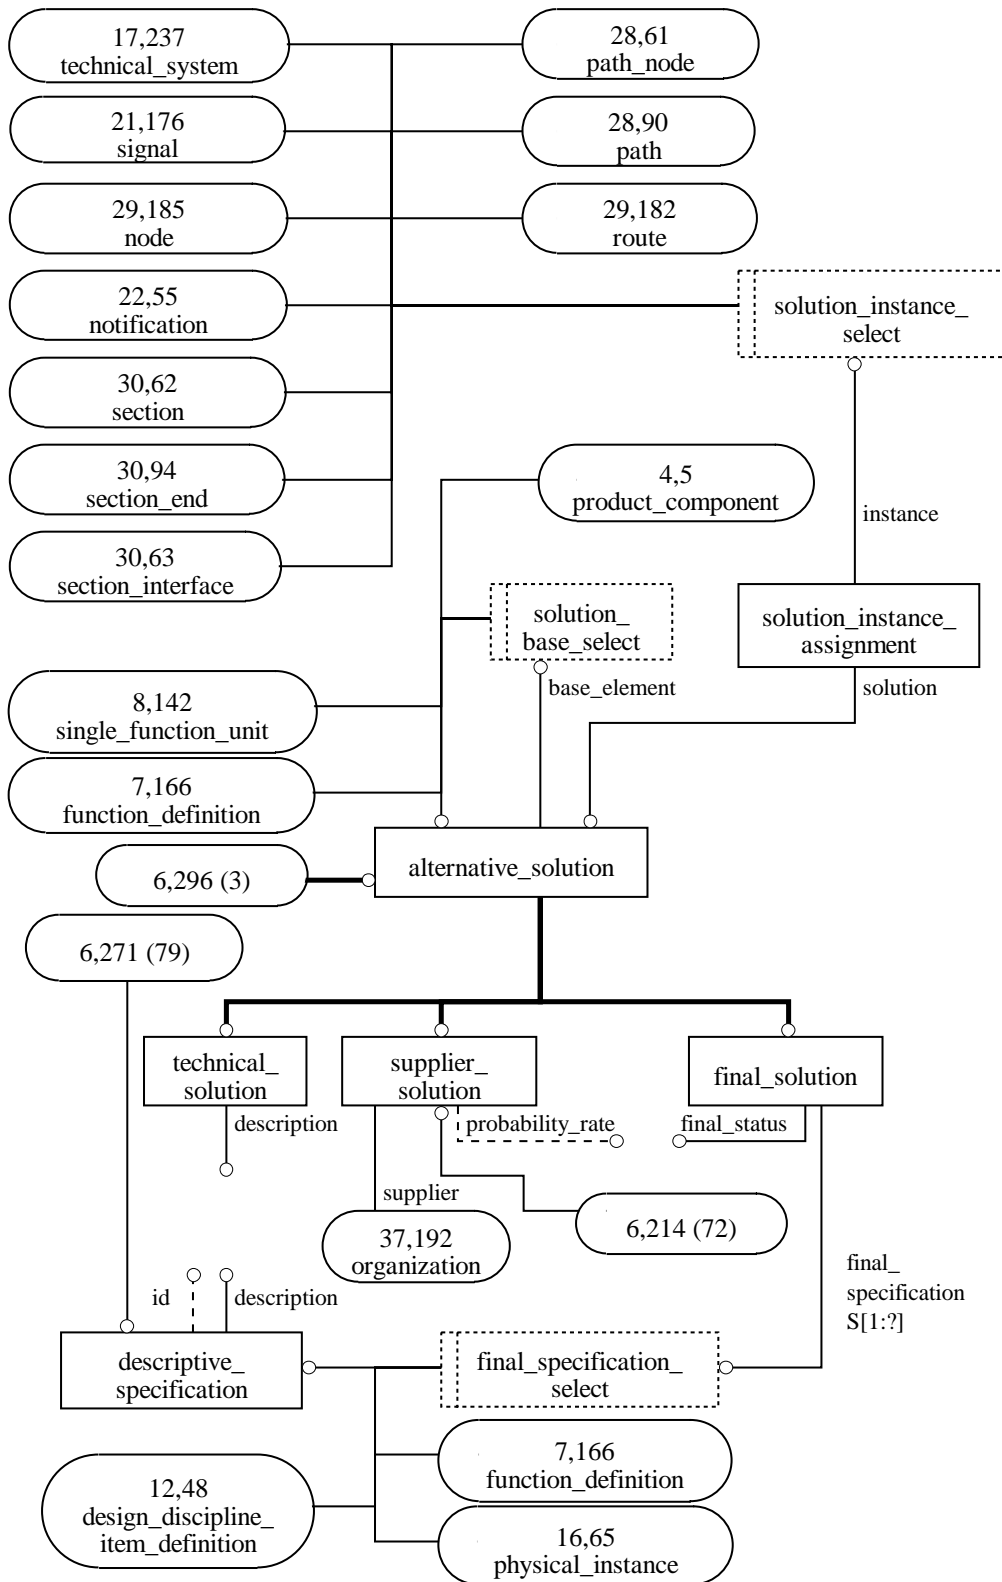 17,237
technical_system
28,61
path_node
21,176
signal
28,90
path
29,185
node
29,182
route
22,55
notification
solution_instance_
select
30,62
section
30,94
section_end
4,5
product_component
instance
30,63
section_interface
solution_
base_select
solution_instance_
assignment
base_element
solution
8,142
single_function_unit
7,166
function_definition
alternative_solution
6,296 (3)
6,271 (79)
technical_
solution
supplier_
solution
final_solution
description
probability_rate
final_status
supplier
37,192
organization
6,214 (72)
final_
specification
S[1:?]
id
description
descriptive_
specification
final_specification_
select
7,166
function_definition
12,48
design_discipline_
item_definition
16,65
physical_instance